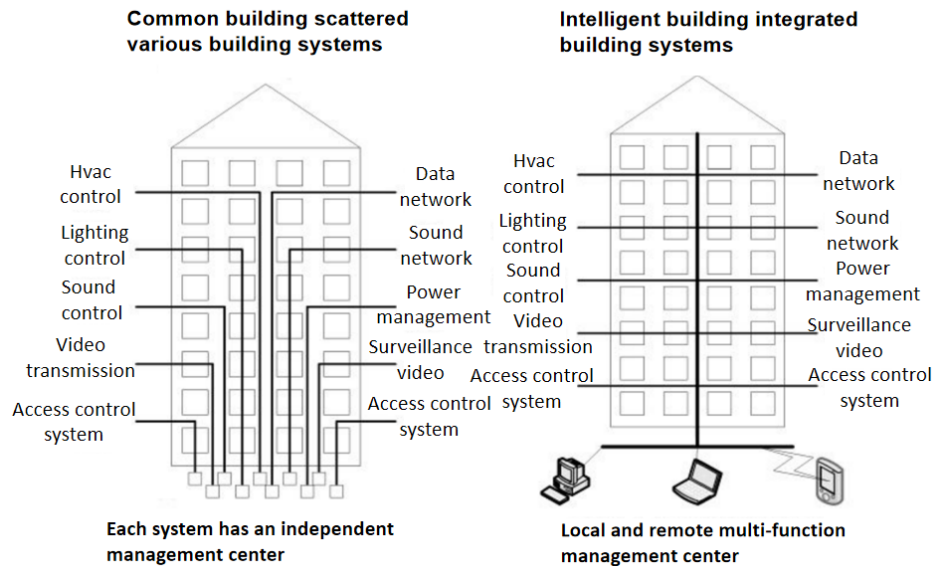 Common building scattered
various building systems
Hvac
control
Lighting
control
Sound
control
Video
transmission
Access control
system
Data
network
Sound
network
Power
management
Surveillance
video
Access control
system
Each system has an independent
management center
Intelligent building integrated
building systems
Hvac
control
Lighting
control
Sound
control
Video
transmission
Access control
system
Data
network
Sound
network
Power
management
Surveillance
video
Access control
system
Local and remote multi-function
management center